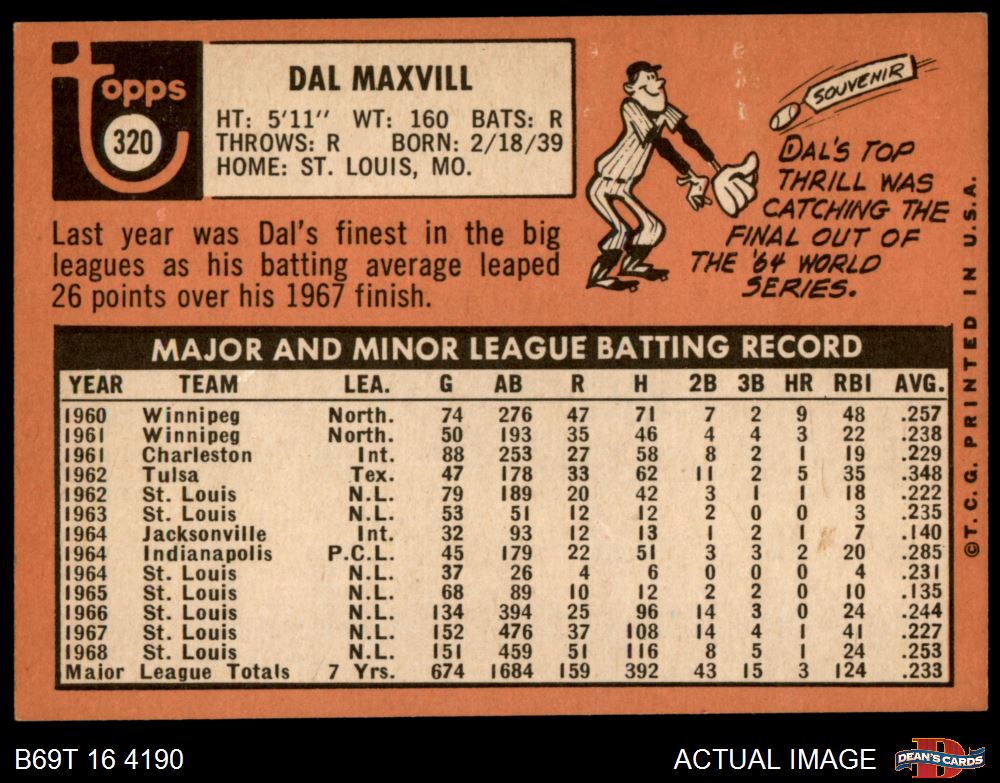 Topps
320
DAL MAXVILL
HT: 5'11" WT: 160 BATS: R
THROWS: R BORN: 2/18/39
HOME: ST. LOUIS, MO.
SOUVENIR
DAL'S TOP
THRILL WAS
CATCHING THE
FINAL OUT OF
THE '64 WORLD
SERIES.
Last year was Dal's finest in the big
leagues as his batting average leaped
26 points over his 1967 finish.
MAJOR AND MINOR LEAGUE BATTING RECORD
YEAR TEAM LEA. G AB R H 2B 3B HR RBI AVG.
1960 Winnipeg North. 74 276 47 71 7 2 9 48 .257
1961 Winnipeg North. 50 193 35 46 4 4 3 22 .238
1961 Charleston Int. 88 253 27 58 8 2 1 19 .229
1962 Tulsa Tex. 47 178 33 62 11 2 5 35 .348
1962 St. Louis N.L. 79 189 20 42 3 1 1 18 .222
1963 St. Louis N.L. 53 51 12 12 2 0 0 3 .235
1964 Jacksonville Int. 32 93 12 13 1 2 1 7 .140
1964 Indianapolis P.C.L. 45 179 22 51 3 3 2 20 .285
1964 St. Louis N.L. 37 26 4 6 0 0 0 4 .231
1965 St. Louis N.L. 68 89 10 12 2 2 0 10 .135
1966 St. Louis N.L. 134 394 25 96 14 3 0 24 .244
1967 St. Louis N.L. 152 476 37 108 14 4 1 41 .227
1968 St. Louis N.L. 151 459 51 116 8 5 1 24 .253
Major League Totals 7 Yrs. 674 1684 159 392 43 15 3 124 .233
©T.C.G. PRINTED IN U.S.A.
B69T 16 4190
ACTUAL IMAGE
D
DEAN'S CARDS